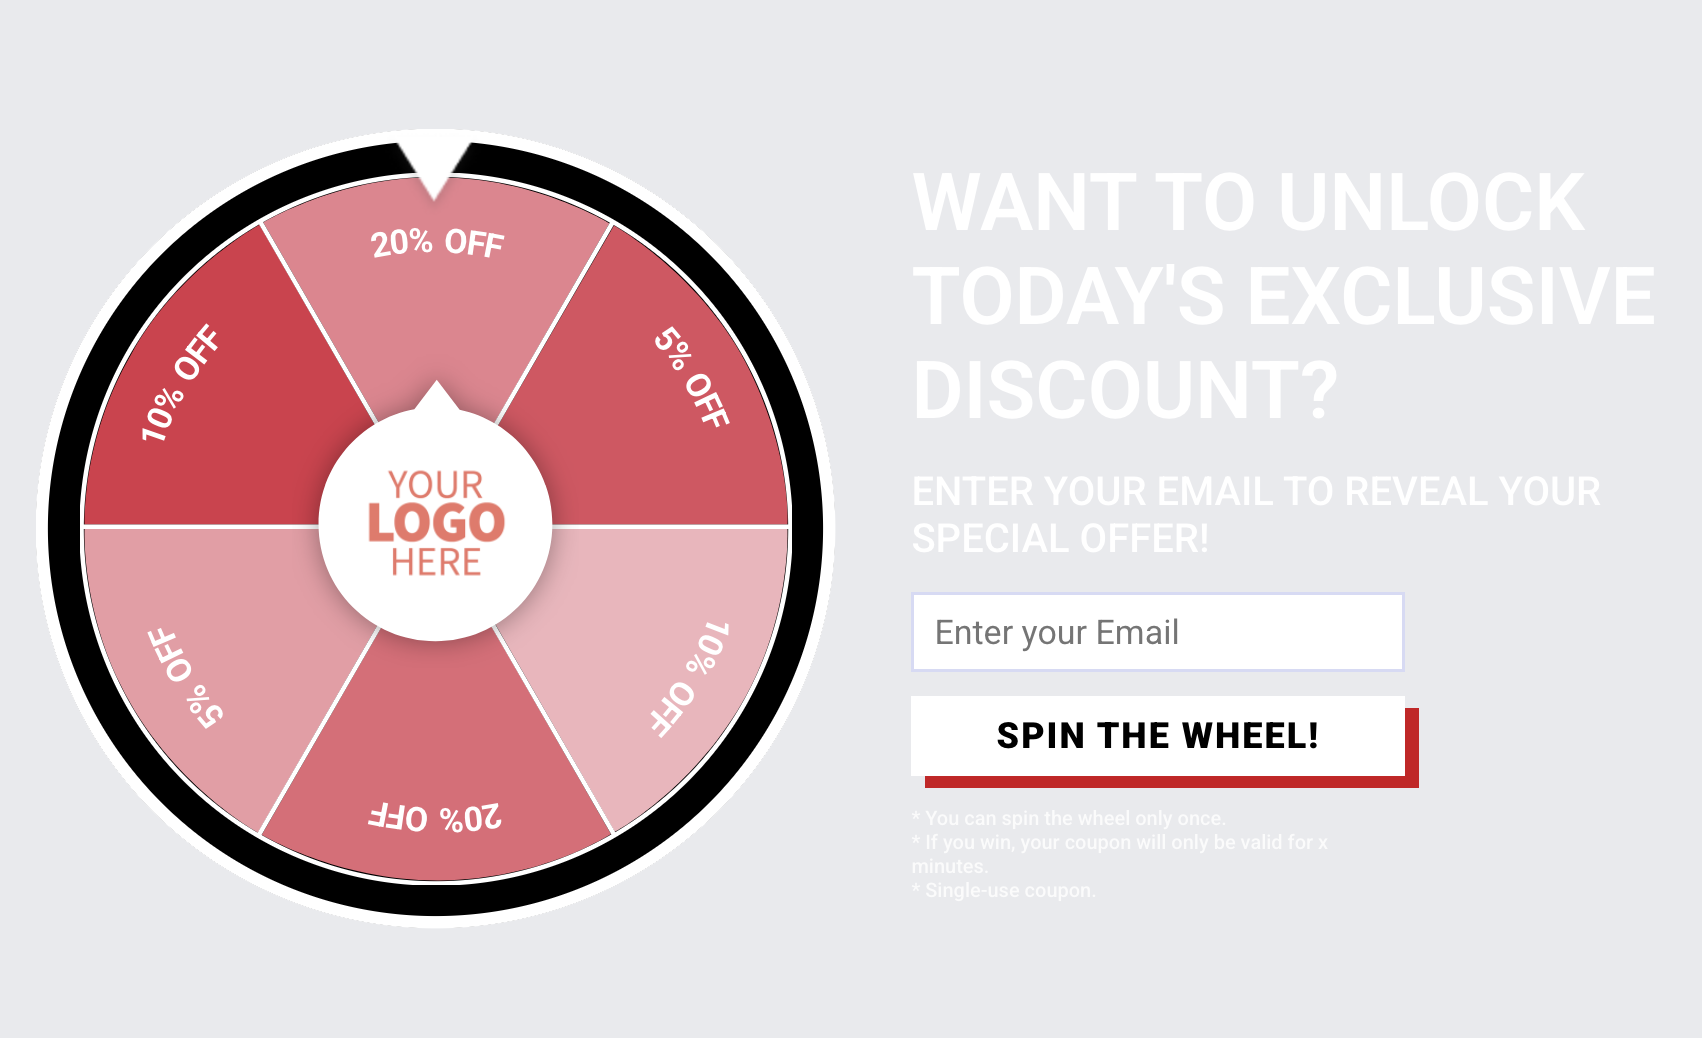 20% OFF
5% OFF
10% OFF
20% OFF
5% OFF
10% OFF
YOUR
LOGO
HERE
WANT TO UNLOCK
TODAY'S EXCLUSIVE
DISCOUNT?
ENTER YOUR EMAIL TO REVEAL YOUR
SPECIAL OFFER!
Enter your Email
SPIN THE WHEEL!
* You can spin the wheel only once.
* If you win, your coupon will only be valid for x
minutes.
* Single-use coupon.